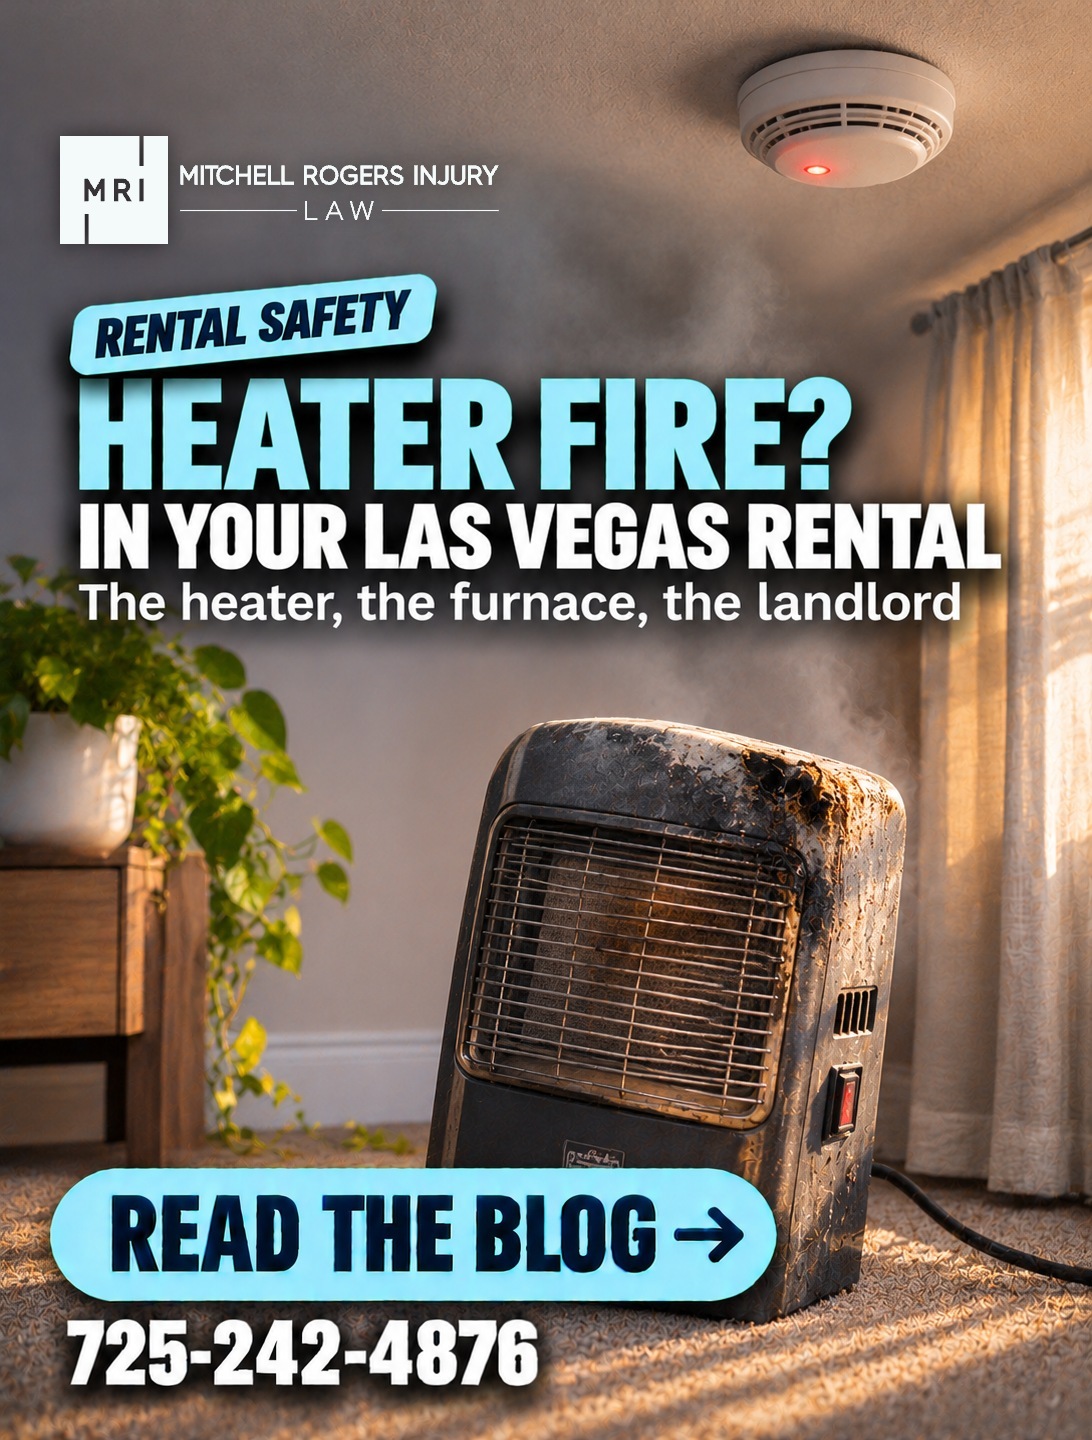 MRI
MITCHELL ROGERS INJURY
LAW
RENTAL SAFETY
HEATER FIRE?
IN YOUR LAS VEGAS RENTAL
The heater, the furnace, the landlord
READ THE BLOG →
725-242-4876